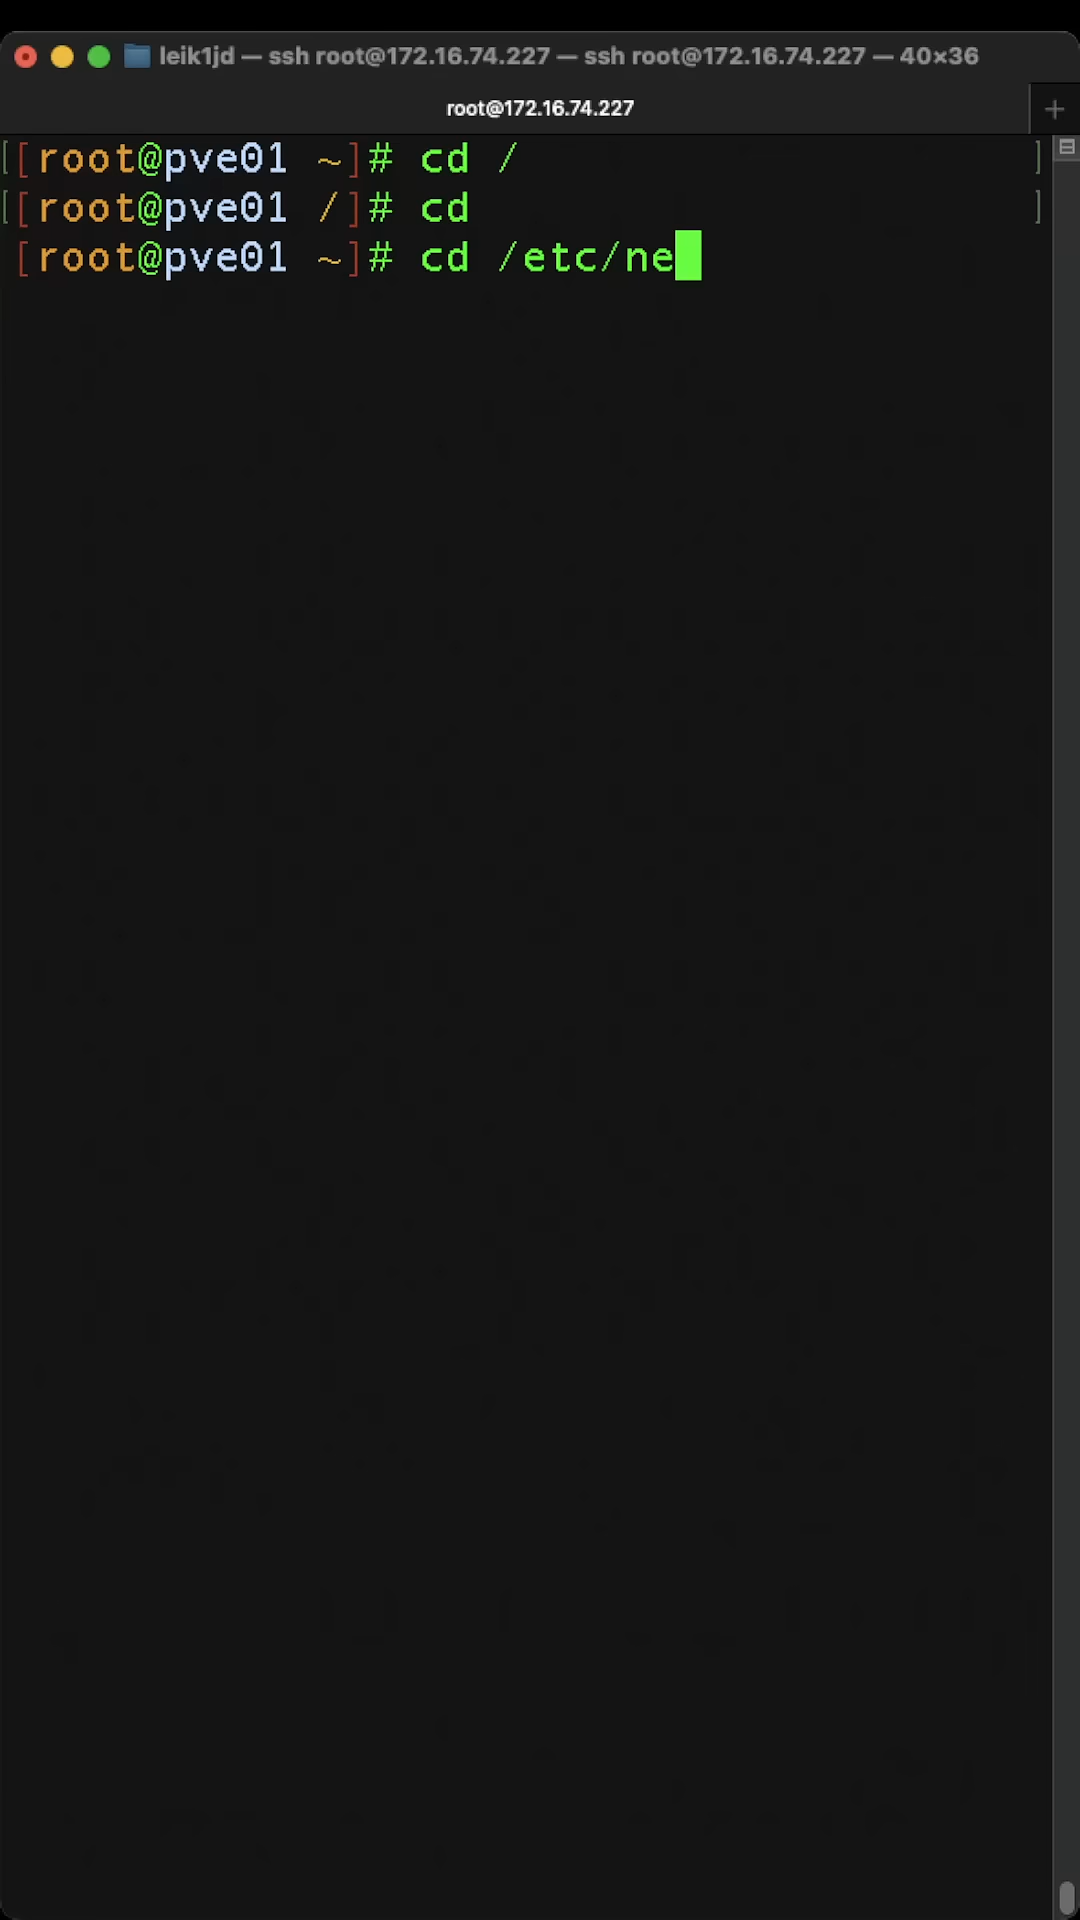 leik1jd — ssh root@172.16.74.227 — ssh root@172.16.74.227 — 40×36
root@172.16.74.227 +
[[root@pve01 ~]# cd / ]
[[root@pve01 /]# cd ]
[root@pve01 ~]# cd /etc/ne